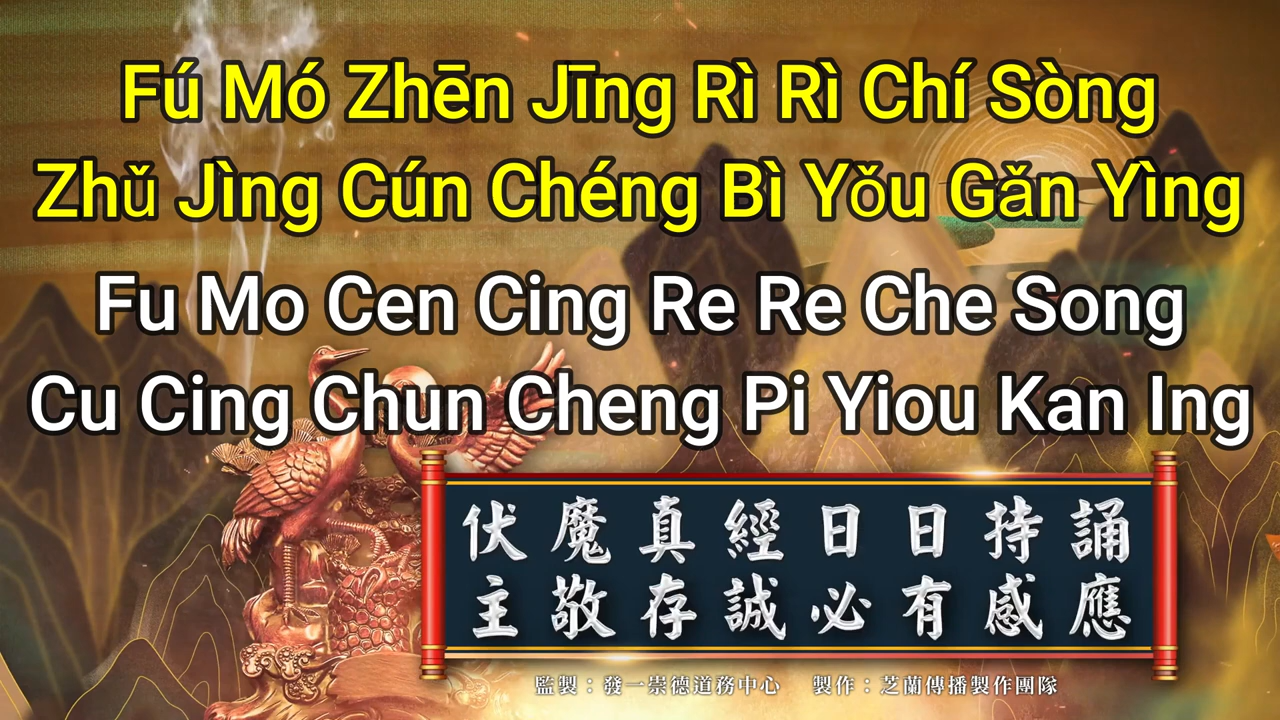 Fú Mó Zhēn Jīng Rì Rì Chí Sòng
Zhǔ Jìng Cún Chéng Bì Yǒu Gǎn Yìng
Fu Mo Cen Cing Re Re Che Song
Cu Cing Chun Cheng Pi Yiou Kan Ing
伏魔真經日日持誦
主敬存誠必有感應
監製：發一崇德道務中心 製作：芝蘭傳播製作團隊